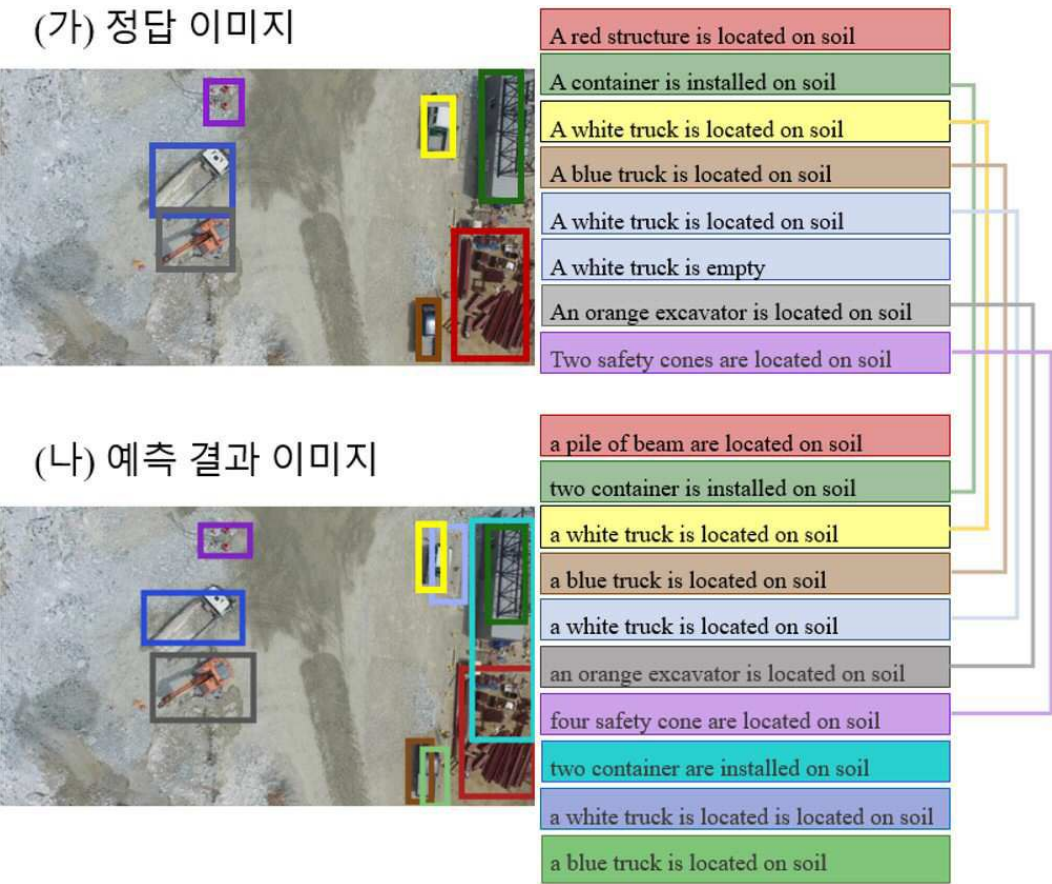 (가) 정답 이미지
A red structure is located on soil
A container is installed on soil
A white truck is located on soil
A blue truck is located on soil
A white truck is located on soil
A white truck is empty
An orange excavator is located on soil
Two safety cones are located on soil
(나) 예측 결과 이미지
a pile of beam are located on soil
two container is installed on soil
a white truck is located on soil
a blue truck is located on soil
a white truck is located on soil
an orange excavator is located on soil
four safety cone are located on soil
two container are installed on soil
a white truck is located is located on soil
a blue truck is located on soil